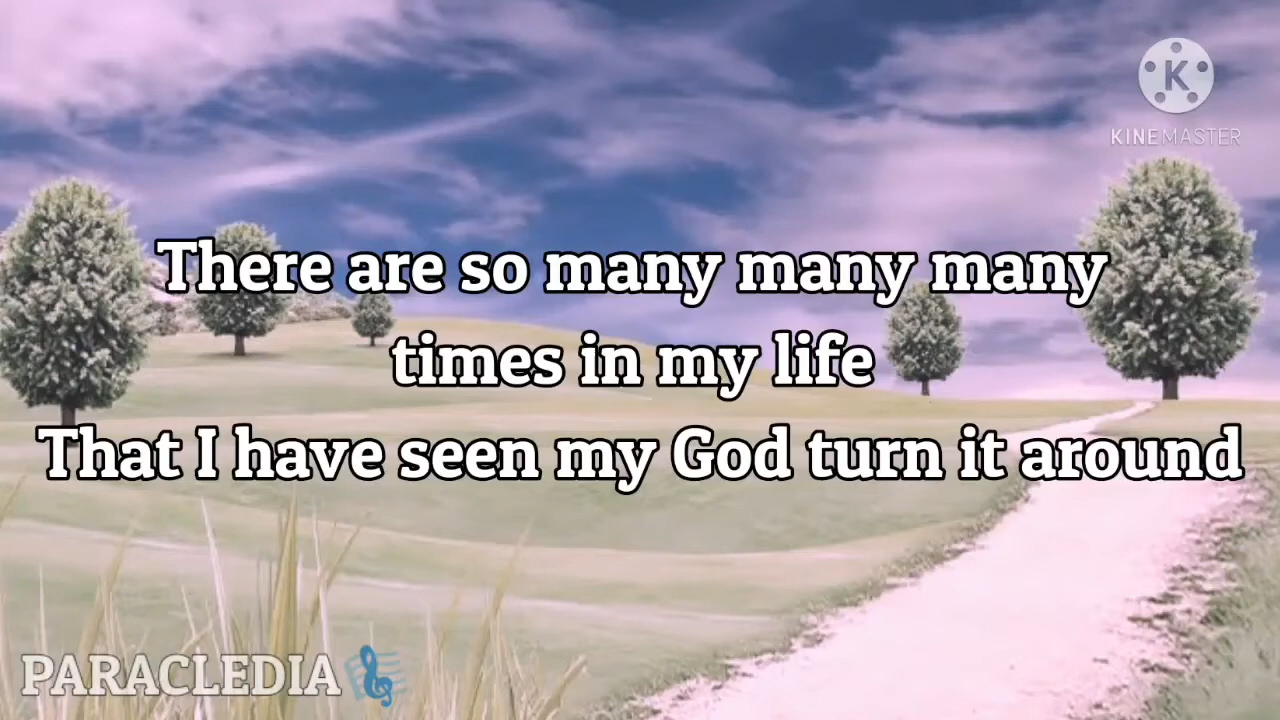 K
KINEMASTER
There are so many many many
times in my life
That I have seen my God turn it around
PARACLEDIA